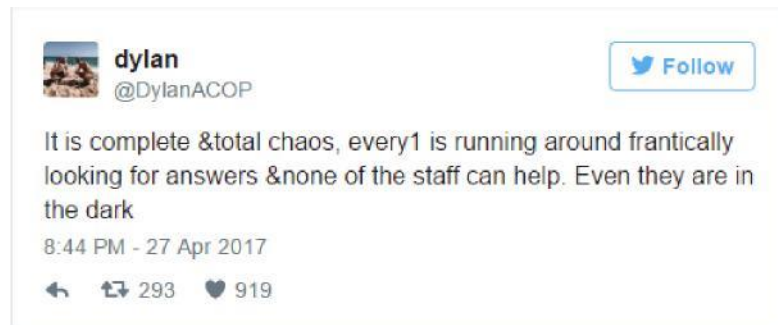 dylan
@DylanACOP
Follow
It is complete &total chaos, every1 is running around frantically
looking for answers &none of the staff can help. Even they are in
the dark
8:44 PM - 27 Apr 2017
293 919